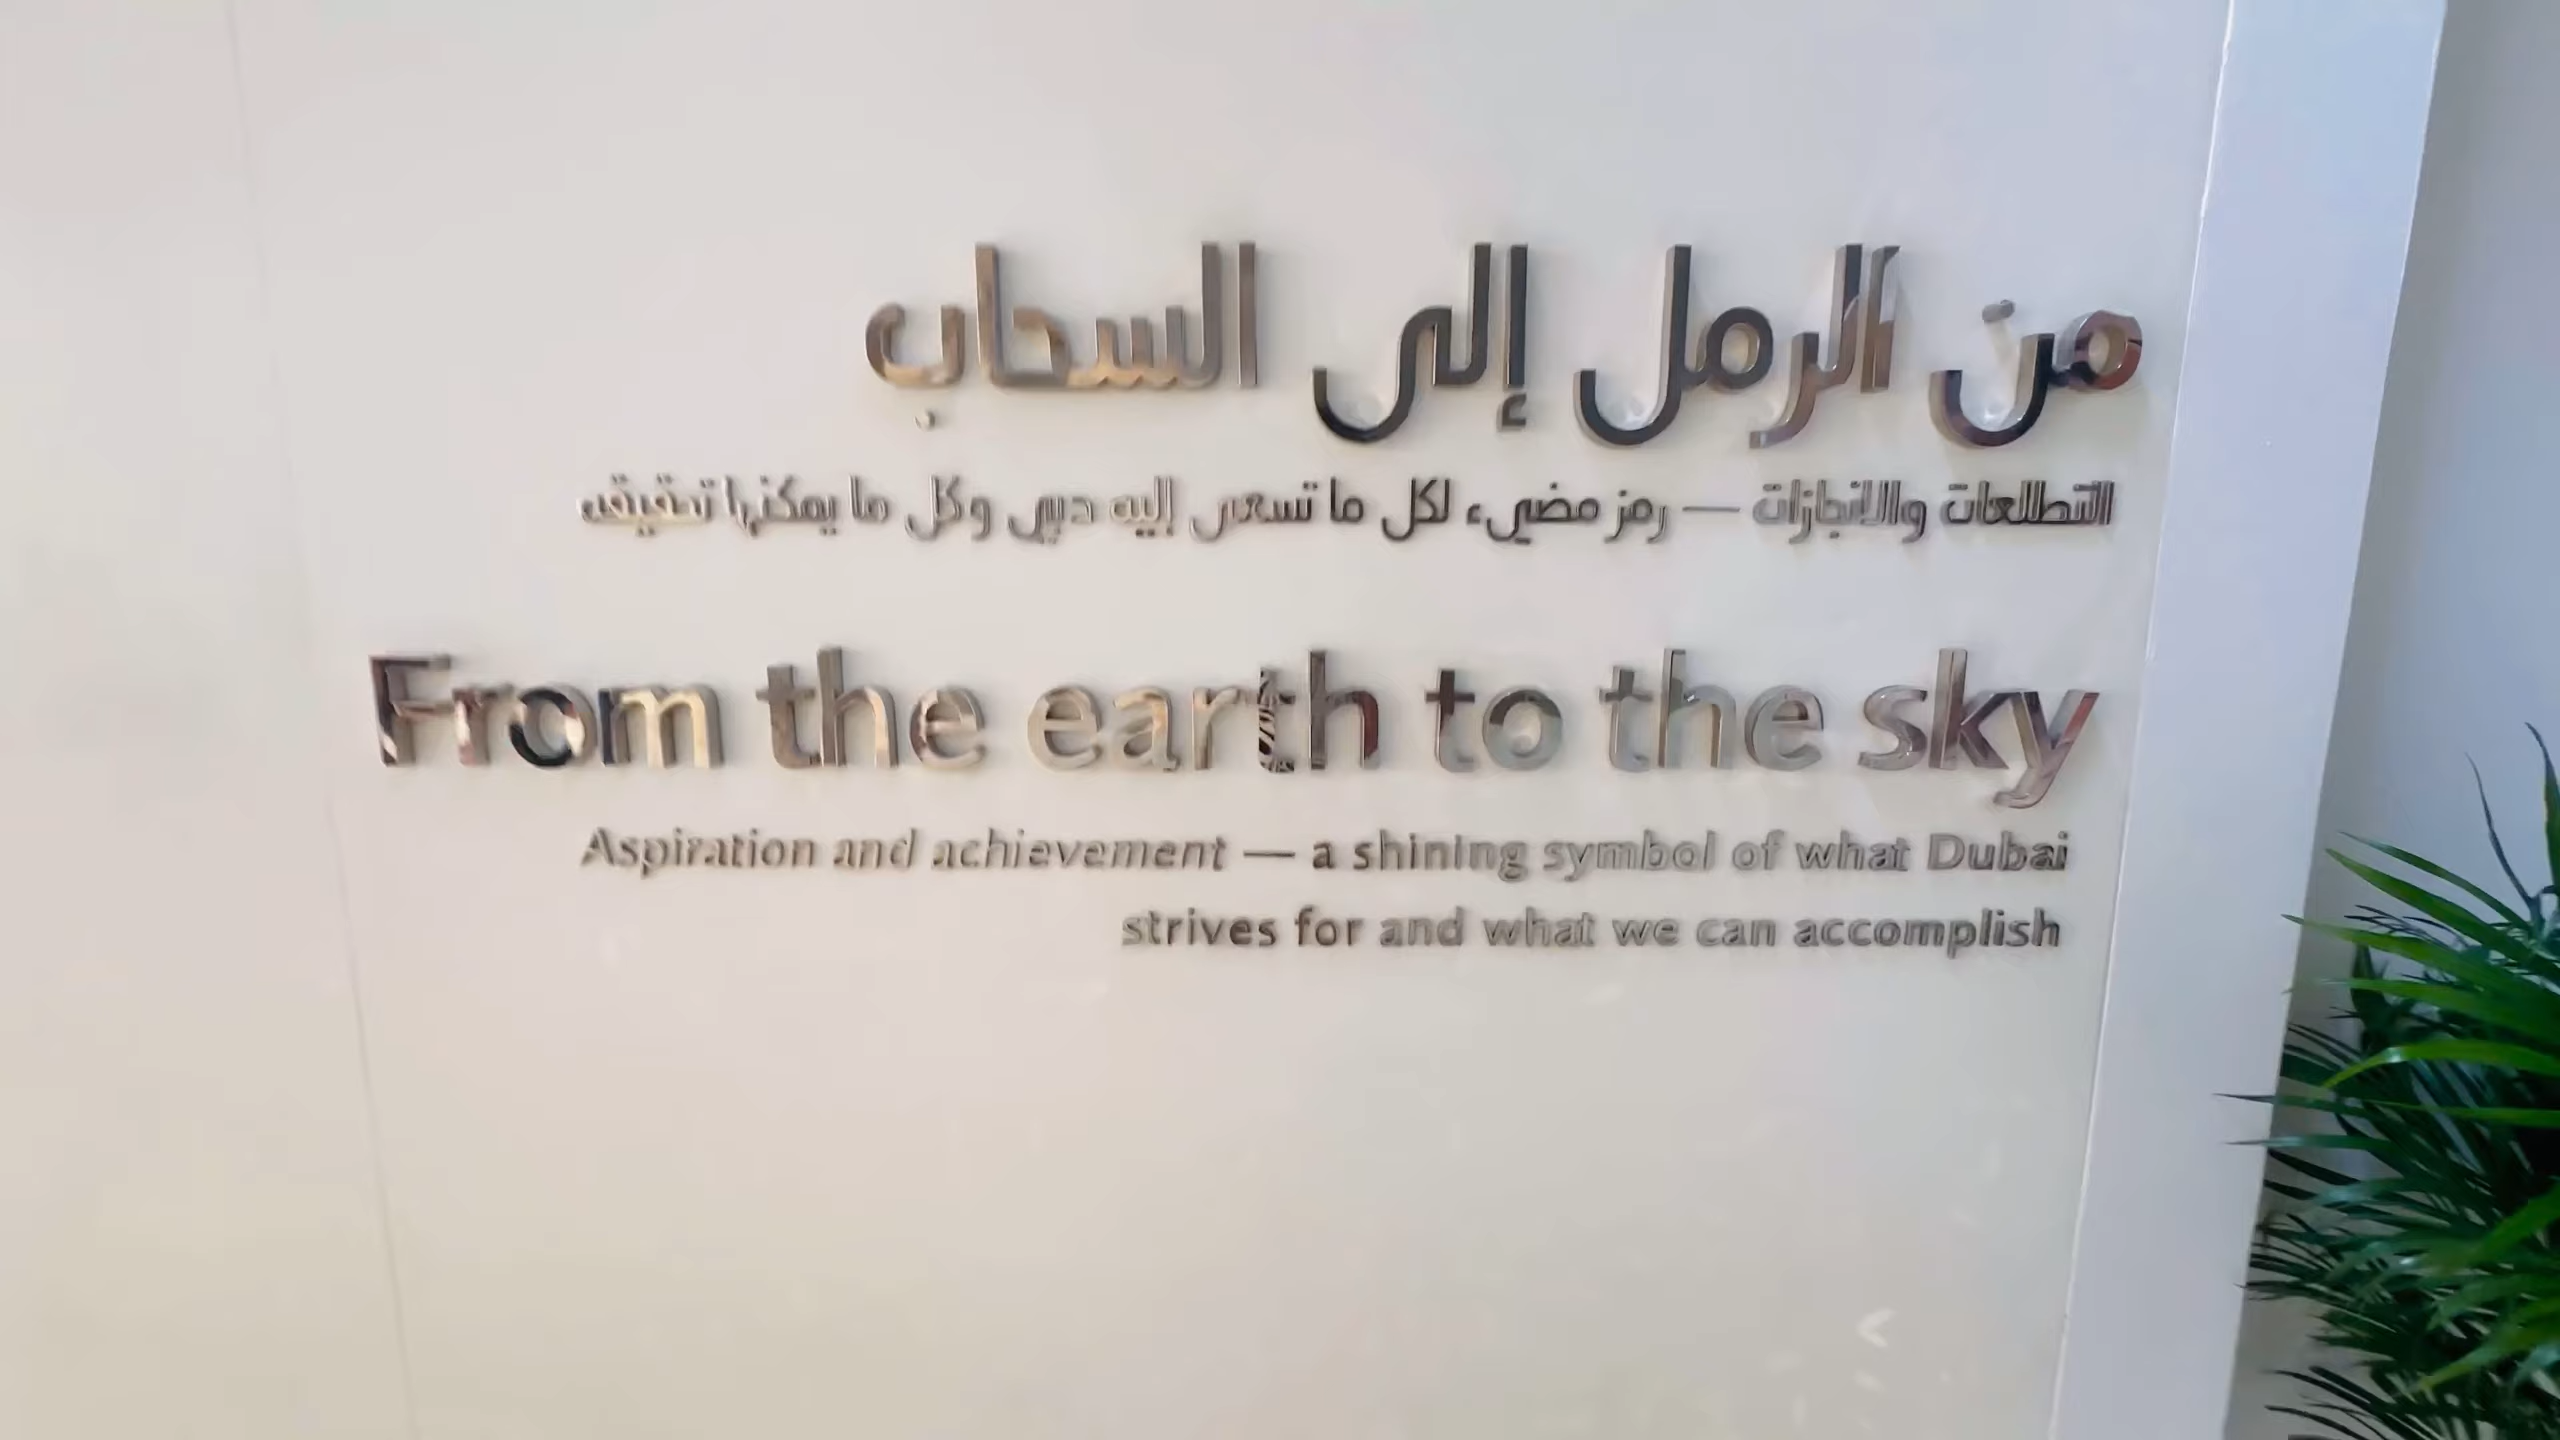 من الرمل إلى السحاب
التطلعات والانجازات — رمز مضيء لكل ما تسعى إليه دبي وكل ما يمكنها تحقيقه
From the earth to the sky
Aspiration and achievement — a shining symbol of what Dubai
strives for and what we can accomplish